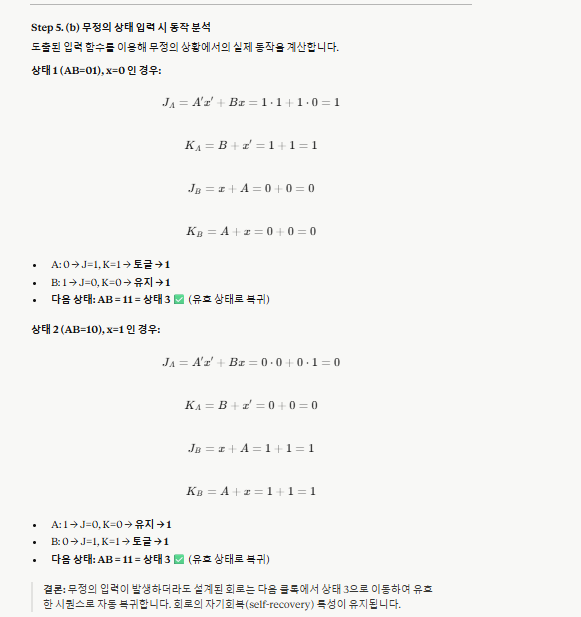 Step 5. (b) 무정의 상태 입력 시 동작 분석
도출된 입력 함수를 이용해 무정의 상황에서의 실제 동작을 계산합니다.
상태 1 (AB=01), x=0 인 경우:
J_A = A′x′ + Bx = 1 · 1 + 1 · 0 = 1
K_A = B + x′ = 1 + 1 = 1
J_B = x + A = 0 + 0 = 0
K_B = A + x = 0 + 0 = 0
• A: 0 → J=1, K=1 → 토글 → 1
• B: 1 → J=0, K=0 → 유지 → 1
• 다음 상태: AB = 11 = 상태 3 ✅ (유효 상태로 복귀)
상태 2 (AB=10), x=1 인 경우:
J_A = A′x′ + Bx = 0 · 0 + 0 · 1 = 0
K_A = B + x′ = 0 + 0 = 0
J_B = x + A = 1 + 1 = 1
K_B = A + x = 1 + 1 = 1
• A: 1 → J=0, K=0 → 유지 → 1
• B: 0 → J=1, K=1 → 토글 → 1
• 다음 상태: AB = 11 = 상태 3 ✅ (유효 상태로 복귀)
결론: 무정의 입력이 발생하더라도 설계된 회로는 다음 클록에서 상태 3으로 이동하여 유효
한 시퀀스로 자동 복귀합니다. 회로의 자기회복(self-recovery) 특성이 유지됩니다.